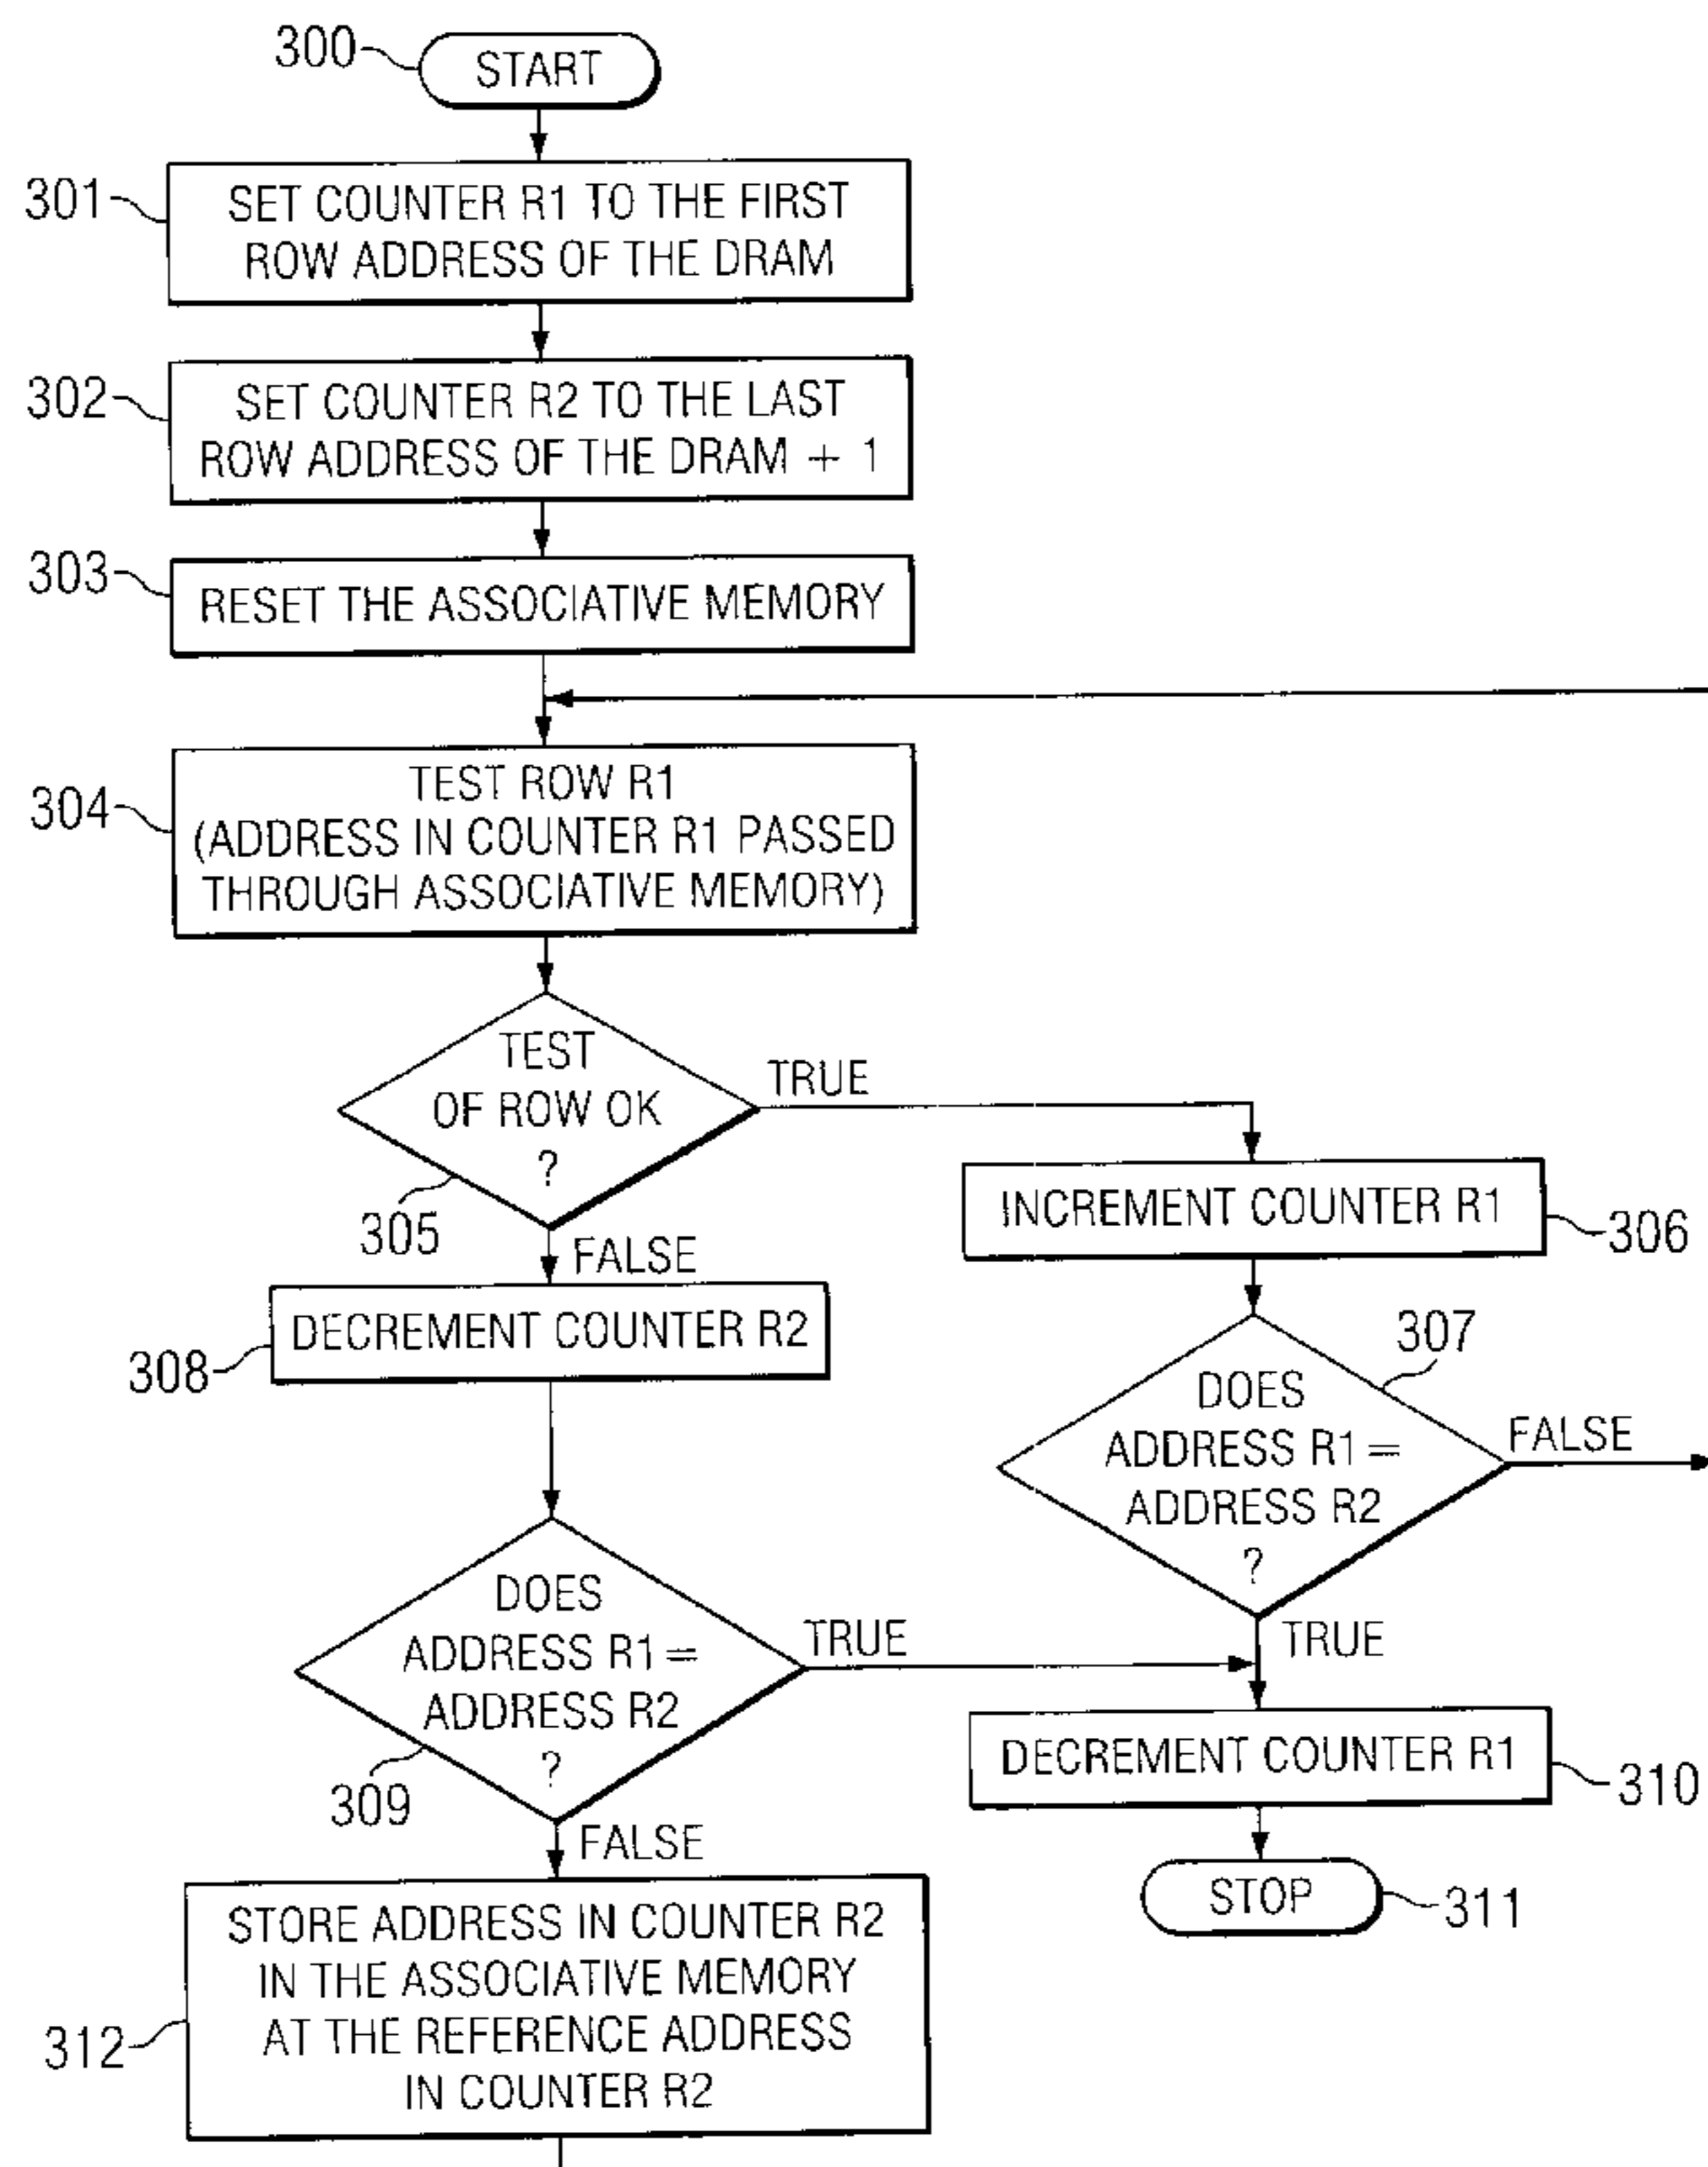 300
START
301
SET COUNTER R1 TO THE FIRST
ROW ADDRESS OF THE DRAM
302
SET COUNTER R2 TO THE LAST
ROW ADDRESS OF THE DRAM + 1
303
RESET THE ASSOCIATIVE MEMORY
304
TEST ROW R1
(ADDRESS IN COUNTER R1 PASSED
THROUGH ASSOCIATIVE MEMORY)
TEST
OF ROW OK
?
305
TRUE
FALSE
INCREMENT COUNTER R1
306
DECREMENT COUNTER R2
308
307
DOES
ADDRESS R1 =
ADDRESS R2
?
FALSE
TRUE
DOES
ADDRESS R1 =
ADDRESS R2
?
309
TRUE
FALSE
DECREMENT COUNTER R1
310
STOP
311
STORE ADDRESS IN COUNTER R2
IN THE ASSOCIATIVE MEMORY
AT THE REFERENCE ADDRESS
IN COUNTER R2
312